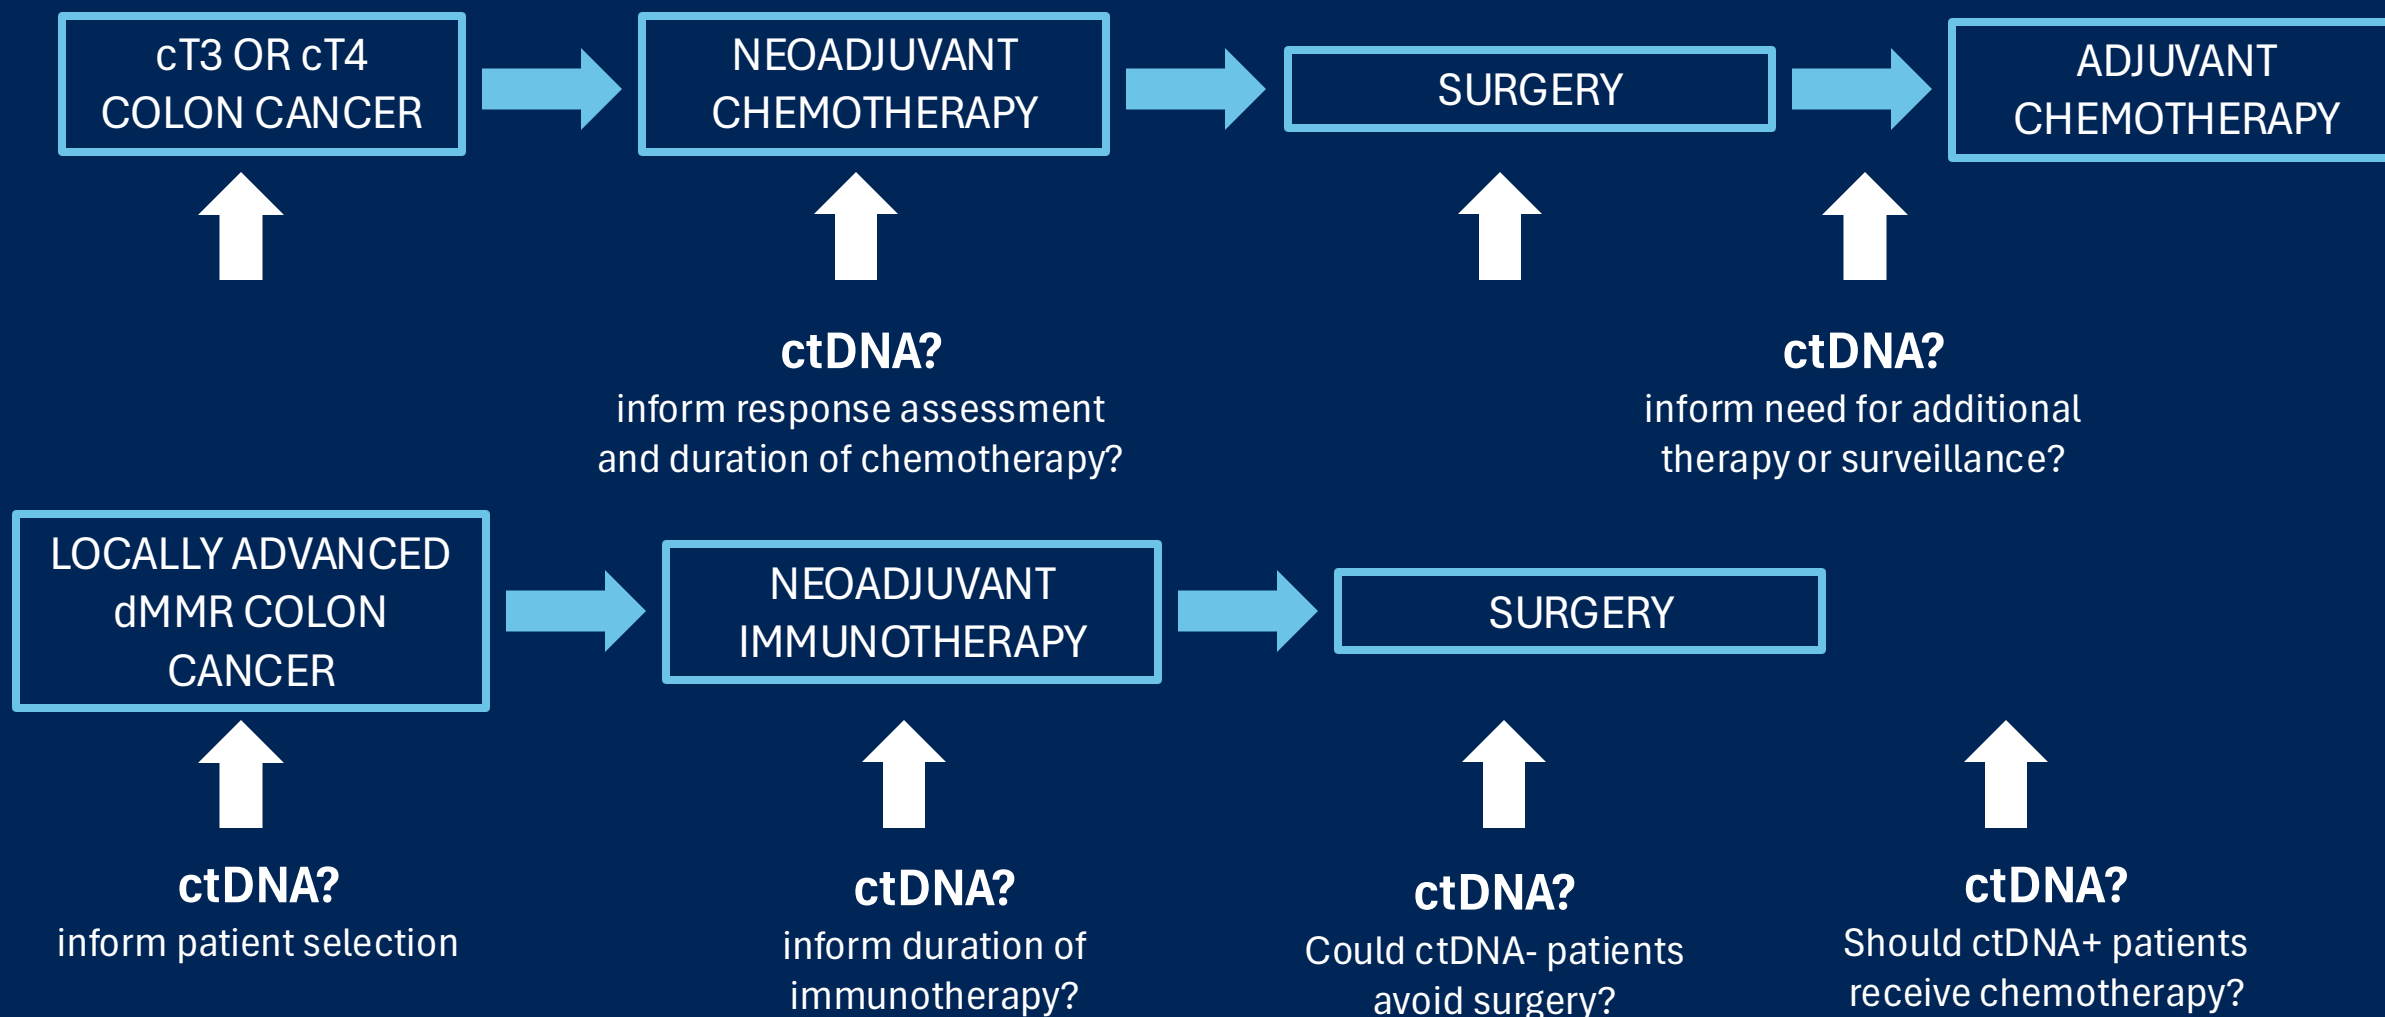 cT3 OR cT4
COLON CANCER
NEOADJUVANT
CHEMOTHERAPY
SURGERY
ADJUVANT
CHEMOTHERAPY
ctDNA?
inform response assessment
and duration of chemotherapy?
ctDNA?
inform need for additional
therapy or surveillance?
LOCALLY ADVANCED
dMMR COLON
CANCER
NEOADJUVANT
IMMUNOTHERAPY
SURGERY
ctDNA?
inform patient selection
ctDNA?
inform duration of
immunotherapy?
ctDNA?
Could ctDNA- patients
avoid surgery?
ctDNA?
Should ctDNA+ patients
receive chemotherapy?